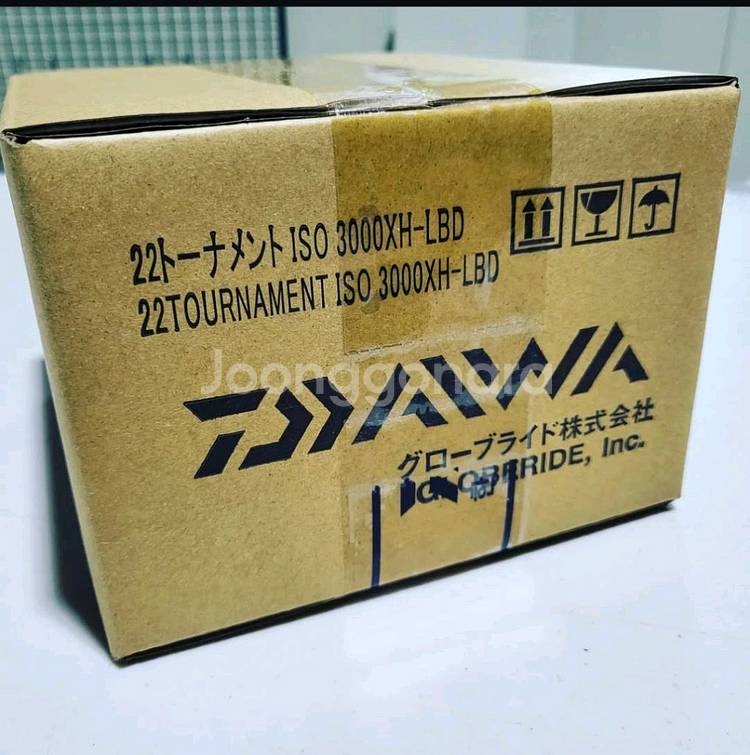 22トーナメント ISO 3000XH-LBD
22TOURNAMENT ISO 3000XH-LBD
DAIWA
Joonggonara
グローブライド株式会社
GLOBERIDE, Inc.